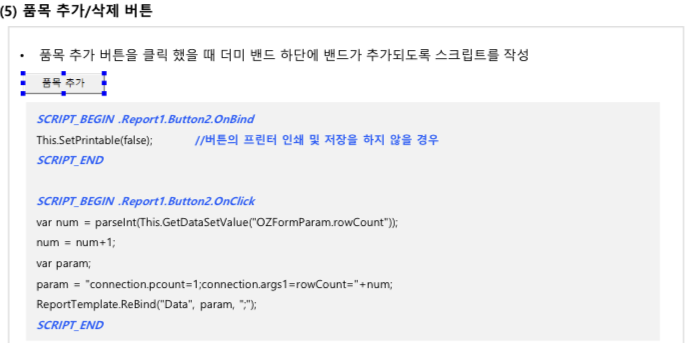 (5) 품목 추가/삭제 버튼
• 품목 추가 버튼을 클릭 했을 때 더미 밴드 하단에 밴드가 추가되도록 스크립트를 작성
품목 추가
SCRIPT_BEGIN .Report1.Button2.OnBind
This.SetPrintable(false); //버튼의 프린터 인쇄 및 저장을 하지 않을 경우
SCRIPT_END
SCRIPT_BEGIN .Report1.Button2.OnClick
var num = parseInt(This.GetDataSetValue("OZFormParam.rowCount"));
num = num+1;
var param;
param = "connection.pcount=1;connection.args1=rowCount="+num;
ReportTemplate.ReBind("Data", param, ";");
SCRIPT_END